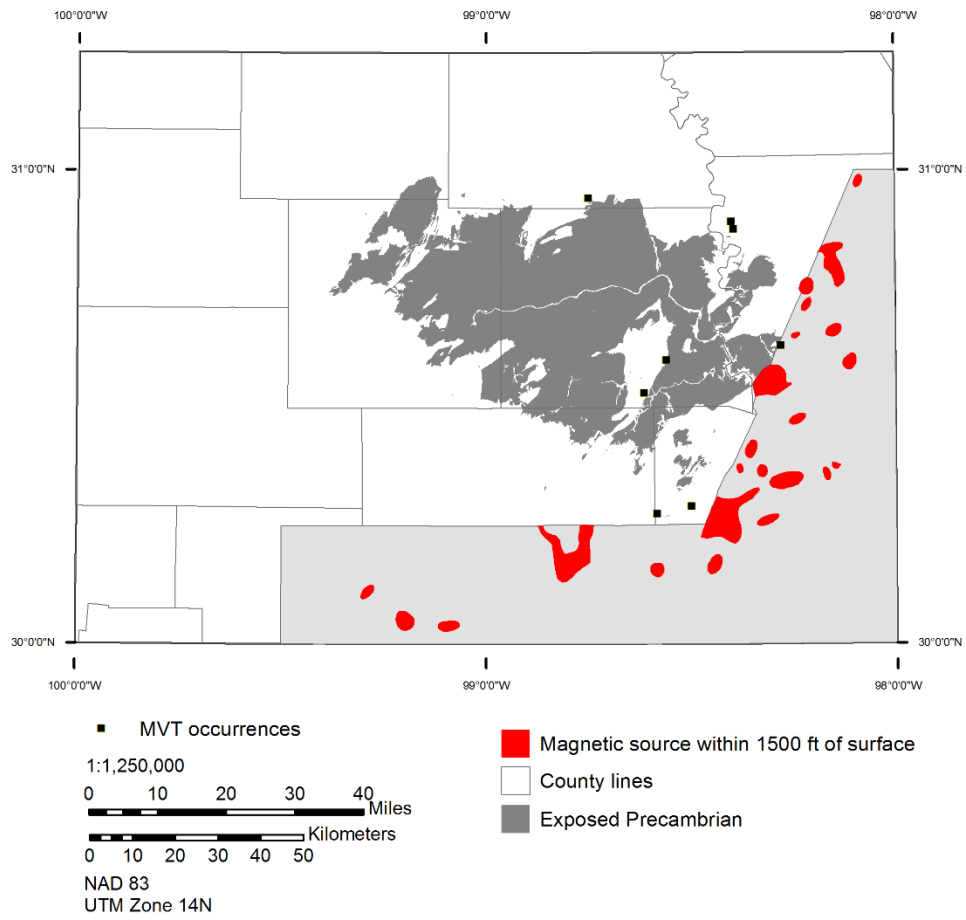 100°0'0"W 99°0'0"W 98°0'0"W
31°0'0"N 31°0'0"N
30°0'0"N 30°0'0"N
100°0'0"W 99°0'0"W 98°0'0"W
MVT occurrences
1:1,250,000
0 10 20 30 40
Miles
Kilometers
0 10 20 30 40 50
NAD 83
UTM Zone 14N
Magnetic source within 1500 ft of surface
County lines
Exposed Precambrian